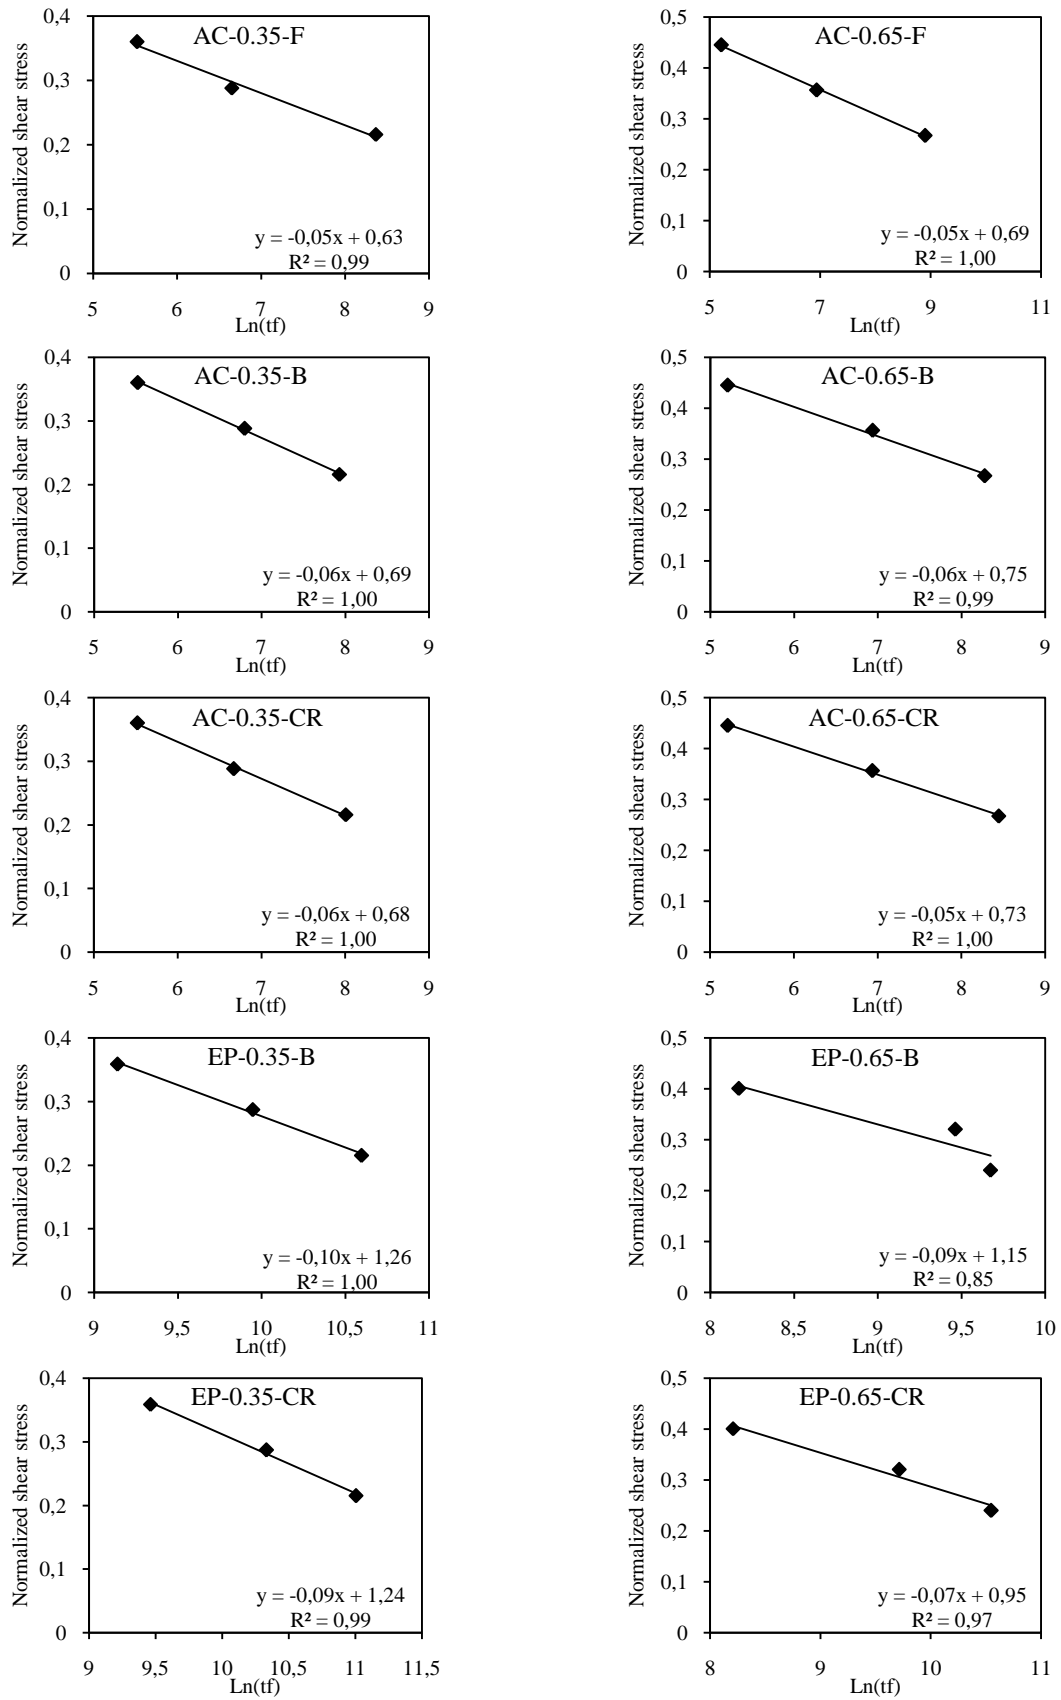 AC-0.35-F
Normalized shear stress
0,4
0,3
0,2
0,1
0
y = -0,05x + 0,63
R² = 0,99
5 6 7 8 9
Ln(tf)
AC-0.65-F
Normalized shear stress
0,5
0,4
0,3
0,2
0,1
0
y = -0,05x + 0,69
R² = 1,00
5 7 9 11
Ln(tf)
AC-0.35-B
Normalized shear stress
0,4
0,3
0,2
0,1
0
y = -0,06x + 0,69
R² = 1,00
5 6 7 8 9
Ln(tf)
AC-0.65-B
Normalized shear stress
0,5
0,4
0,3
0,2
0,1
0
y = -0,06x + 0,75
R² = 0,99
5 6 7 8 9
Ln(tf)
AC-0.35-CR
Normalized shear stress
0,4
0,3
0,2
0,1
0
y = -0,06x + 0,68
R² = 1,00
5 6 7 8 9
Ln(tf)
AC-0.65-CR
Normalized shear stress
0,5
0,4
0,3
0,2
0,1
0
y = -0,05x + 0,73
R² = 1,00
5 6 7 8 9
Ln(tf)
EP-0.35-B
Normalized shear stress
0,4
0,3
0,2
0,1
0
y = -0,10x + 1,26
R² = 1,00
9 9,5 10 10,5 11
Ln(tf)
EP-0.65-B
Normalized shear stress
0,5
0,4
0,3
0,2
0,1
0
y = -0,09x + 1,15
R² = 0,85
8 8,5 9 9,5 10
Ln(tf)
EP-0.35-CR
Normalized shear stress
0,4
0,3
0,2
0,1
0
y = -0,09x + 1,24
R² = 0,99
9 9,5 10 10,5 11 11,5
Ln(tf)
EP-0.65-CR
Normalized shear stress
0,5
0,4
0,3
0,2
0,1
0
y = -0,07x + 0,95
R² = 0,97
8 9 10 11
Ln(tf)